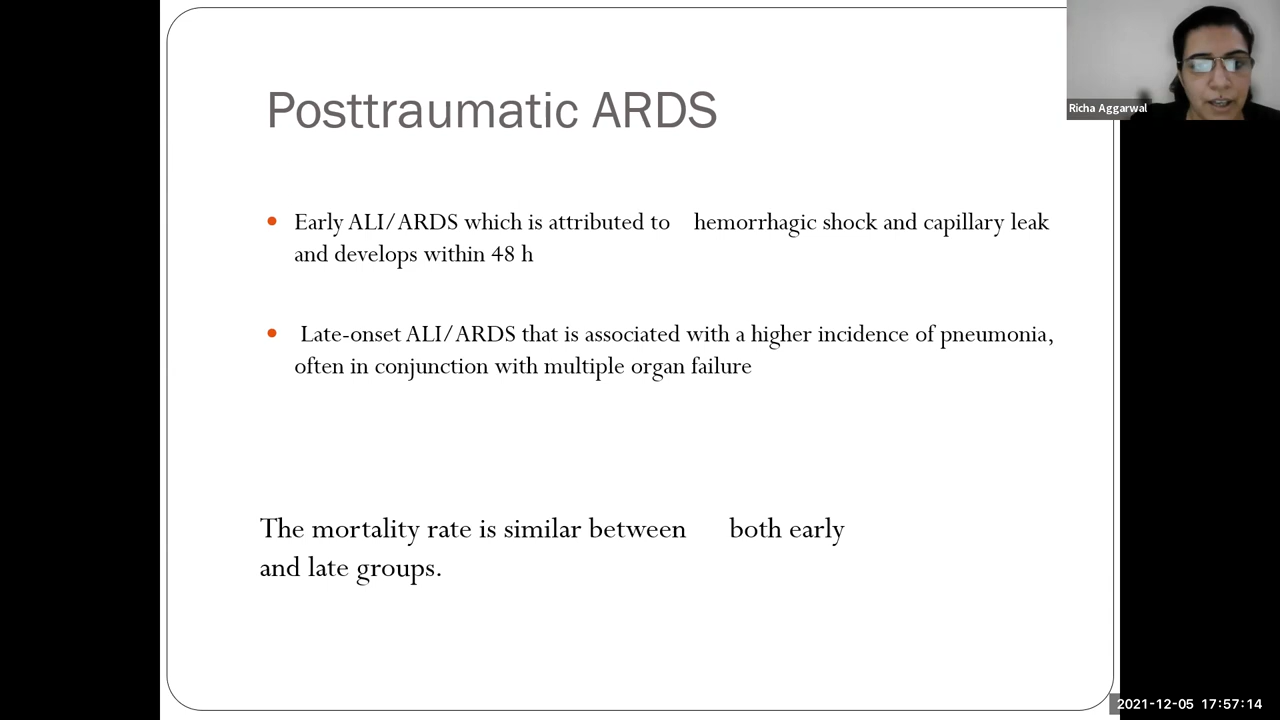 Posttraumatic ARDS
Richa Aggarwal
• Early ALI/ARDS which is attributed to hemorrhagic shock and capillary leak
and develops within 48 h
• Late-onset ALI/ARDS that is associated with a higher incidence of pneumonia,
often in conjunction with multiple organ failure
The mortality rate is similar between both early
and late groups.
2021-12-05 17:57:14